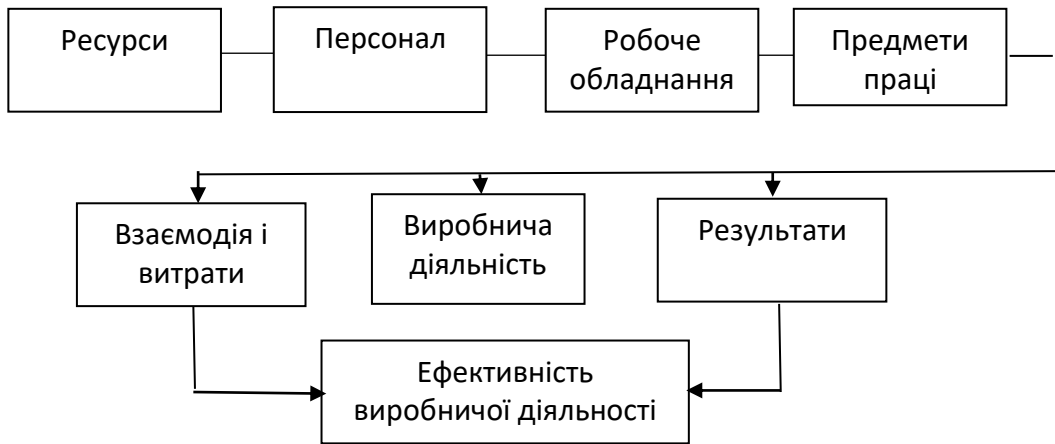 Ресурси
Персонал
Робоче
обладнання
Предмети
праці
Взаємодія і
витрати
Виробнича
діяльність
Результати
Ефективність
виробничої діяльності